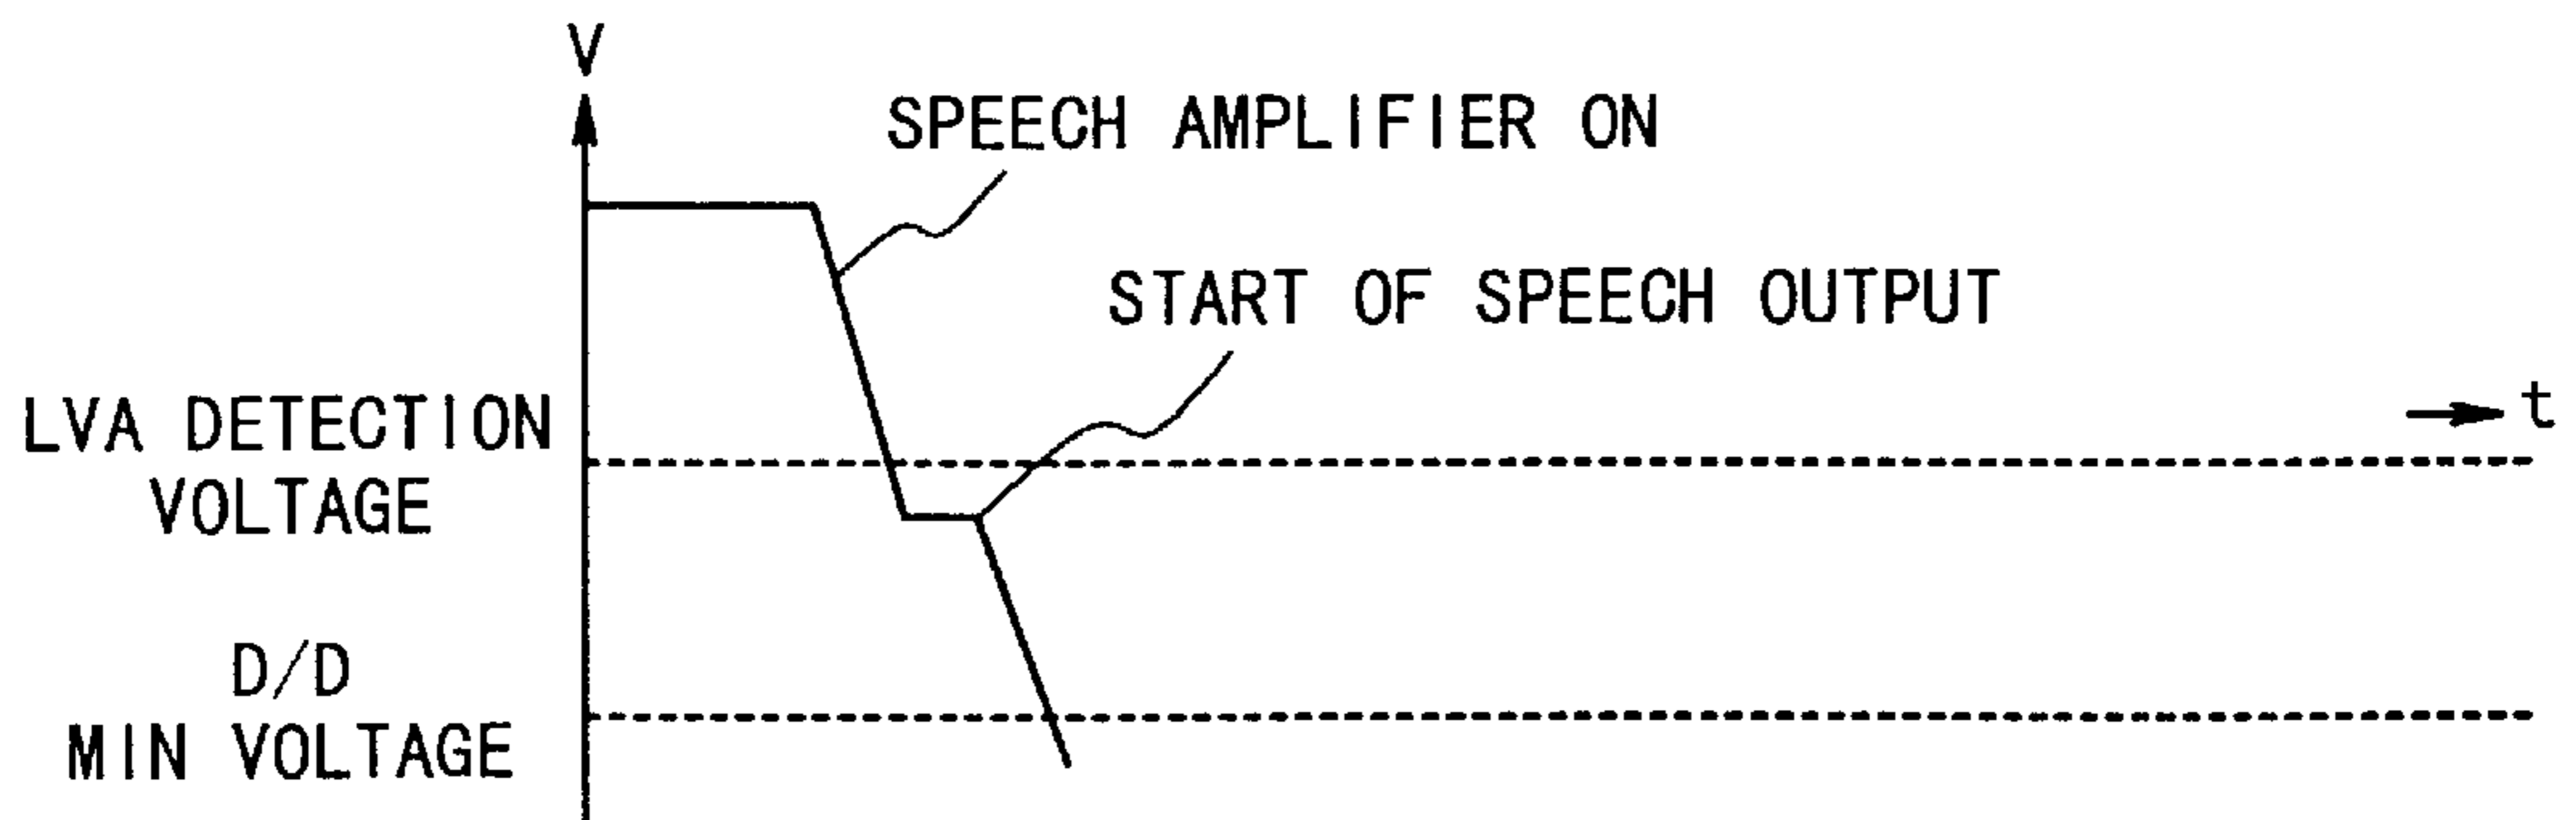 V
SPEECH AMPLIFIER ON
START OF SPEECH OUTPUT
t
LVA DETECTION
VOLTAGE
D/D
MIN VOLTAGE